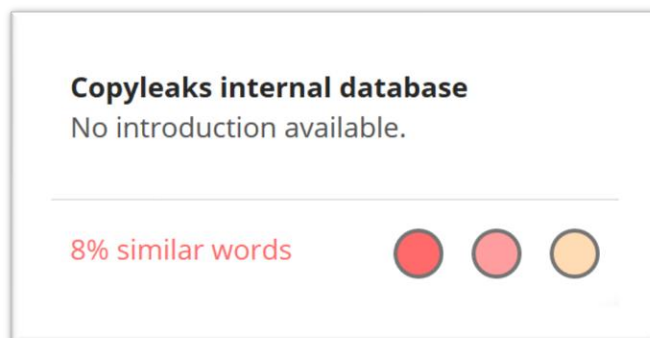 Copyleaks internal database
No introduction available.
8% similar words